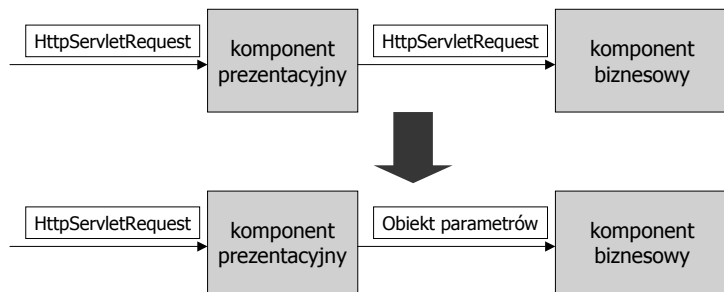 HttpServletRequest
komponent
prezentacyjny
HttpServletRequest
komponent
biznesowy
HttpServletRequest
komponent
prezentacyjny
Obiekt parametrów
komponent
biznesowy